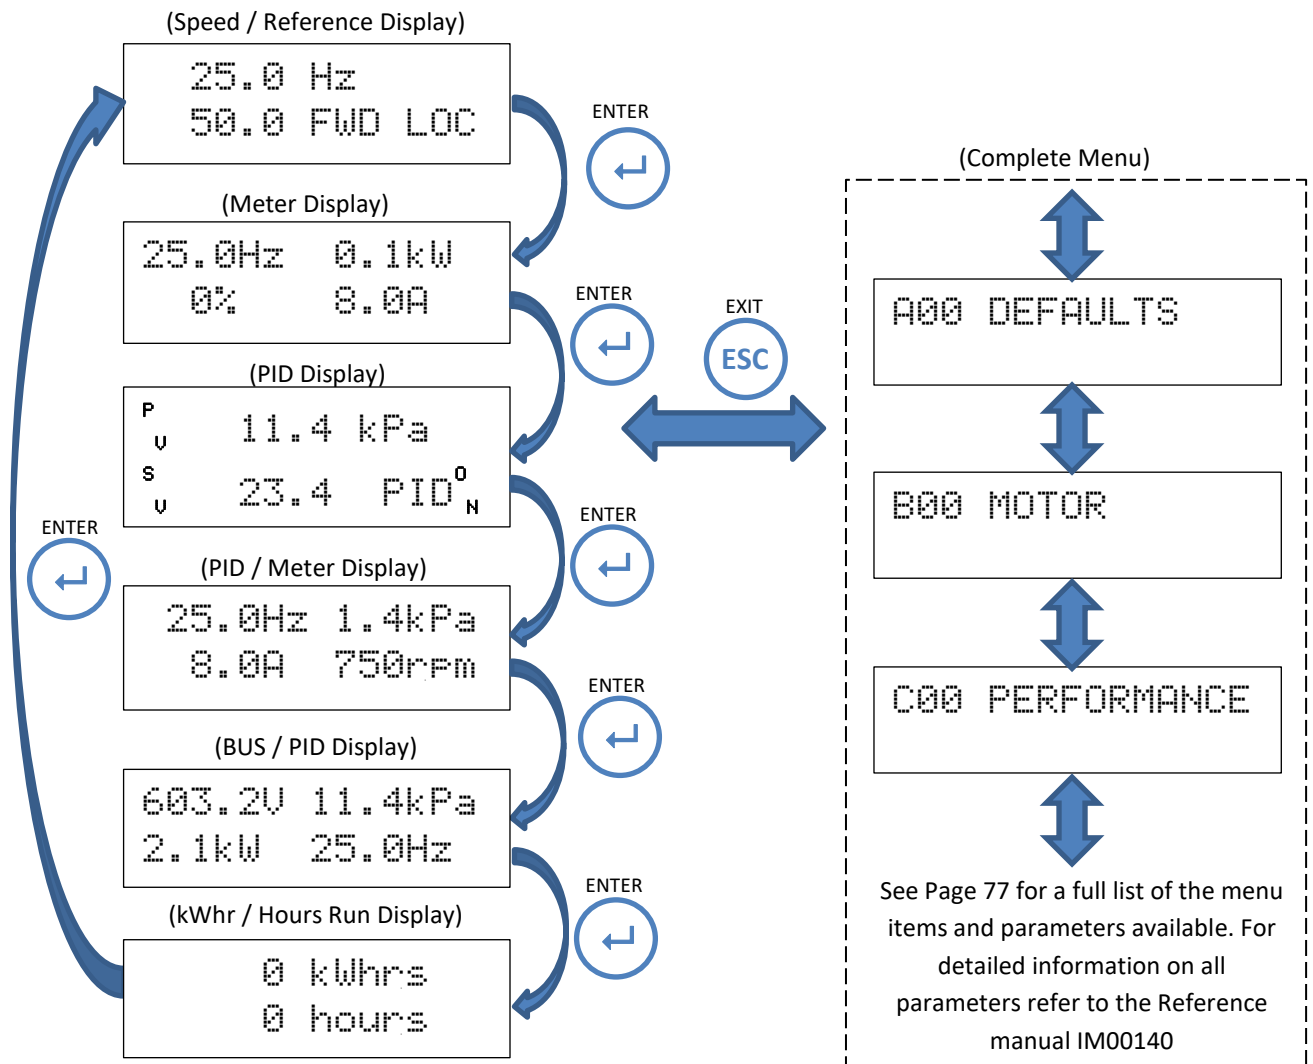 (Speed / Reference Display)
25.0 Hz
50.0 FWD LOC
ENTER
(Meter Display)
25.0Hz 0.1kW
0% 8.0A
ENTER
(PID Display)
PV 11.4 kPa
SV 23.4 PID ON
ENTER
(PID / Meter Display)
25.0Hz 1.4kPa
8.0A 750rpm
ENTER
(BUS / PID Display)
603.2V 11.4kPa
2.1kW 25.0Hz
ENTER
(kWhr / Hours Run Display)
0 kWhrs
0 hours
ENTER
EXIT
ESC
(Complete Menu)
A00 DEFAULTS
B00 MOTOR
C00 PERFORMANCE
See Page 77 for a full list of the menu
items and parameters available. For
detailed information on all
parameters refer to the Reference
manual IM00140